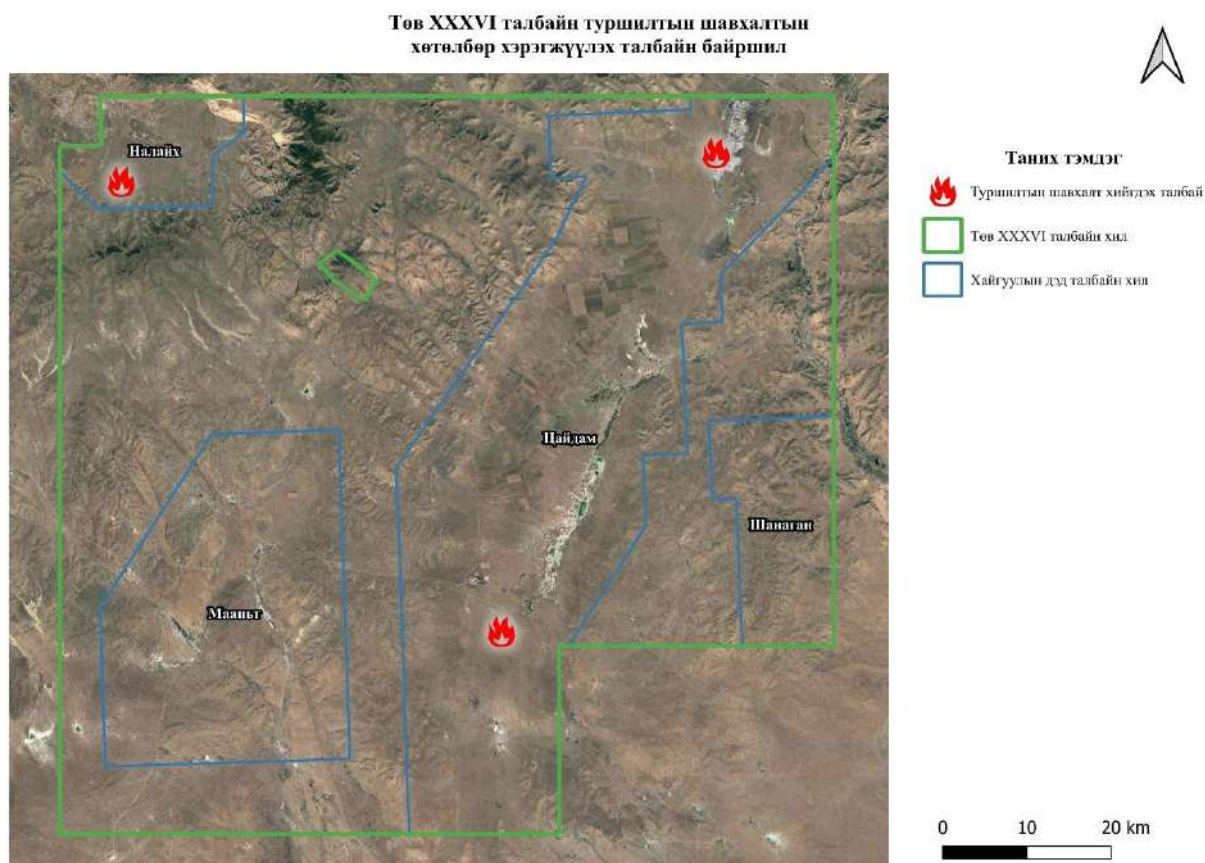 Төв XXXVI талбайн туршилтын шавхалтын
хөтөлбөр хэрэгжүүлэх талбайн байршил
Налайх
Таних тэмдэг
Туршилтын шавхалт хийгдэх талбай
Төв XXXVI талбайн хил
Хайгуулын дэд талбайн хил
Цайдам
Шанаган
Мааньт
0 10 20 km